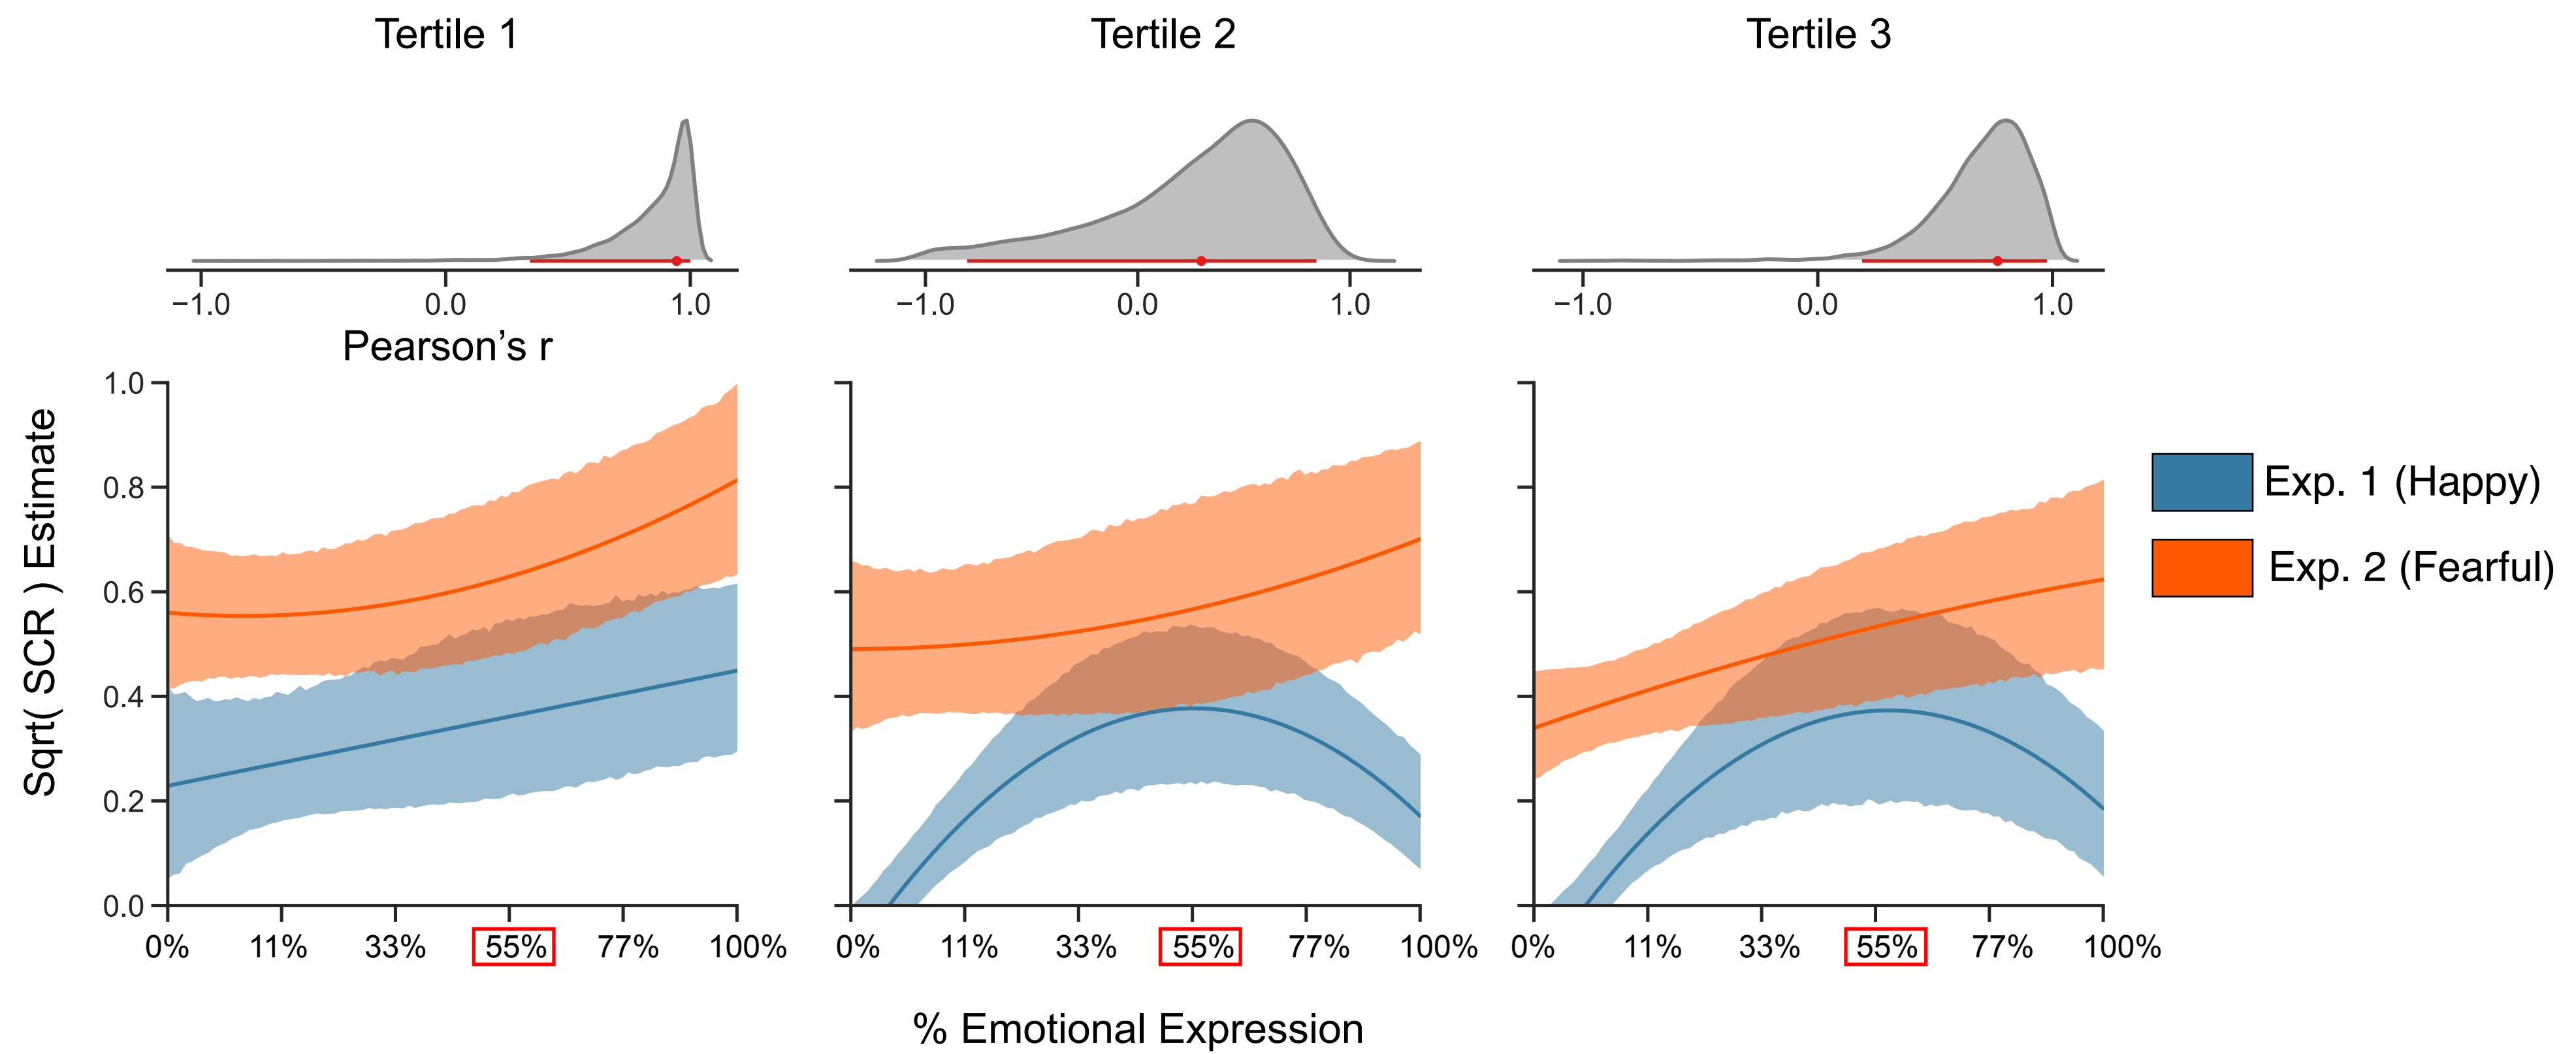 Tertile 1 Tertile 2 Tertile 3
−1.0 0.0 1.0 −1.0 0.0 1.0 −1.0 0.0 1.0
Pearson’s r
Sqrt( SCR ) Estimate
1.0
0.8
0.6
0.4
0.2
0.0
Exp. 1 (Happy)
Exp. 2 (Fearful)
0% 11% 33% 55% 77% 100% 0% 11% 33% 55% 77% 100% 0% 11% 33% 55% 77% 100%
% Emotional Expression